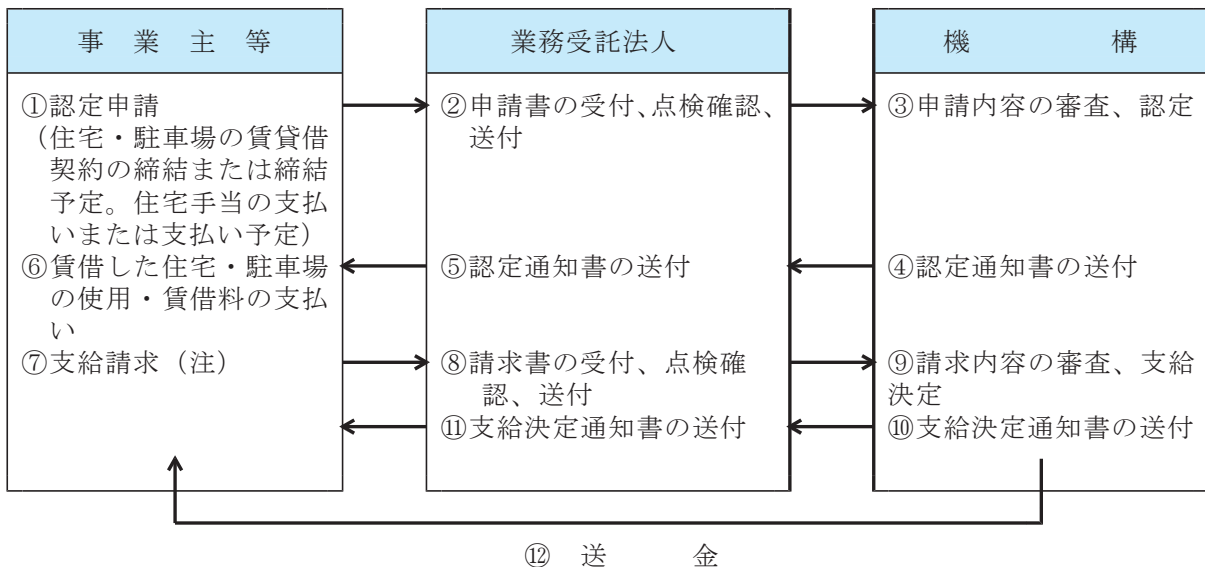 事業主等
業務受託法人
機構
①認定申請
（住宅・駐車場の賃貸借
契約の締結または締結
予定。住宅手当の支払
いまたは支払い予定）
⑥賃借した住宅・駐車場
の使用・賃借料の支払
い
⑦支給請求（注）
②申請書の受付、点検確認、
送付
⑤認定通知書の送付
⑧請求書の受付、点検確
認、送付
⑪支給決定通知書の送付
③申請内容の審査、認定
④認定通知書の送付
⑨請求内容の審査、支給
決定
⑩支給決定通知書の送付
⑫ 送金